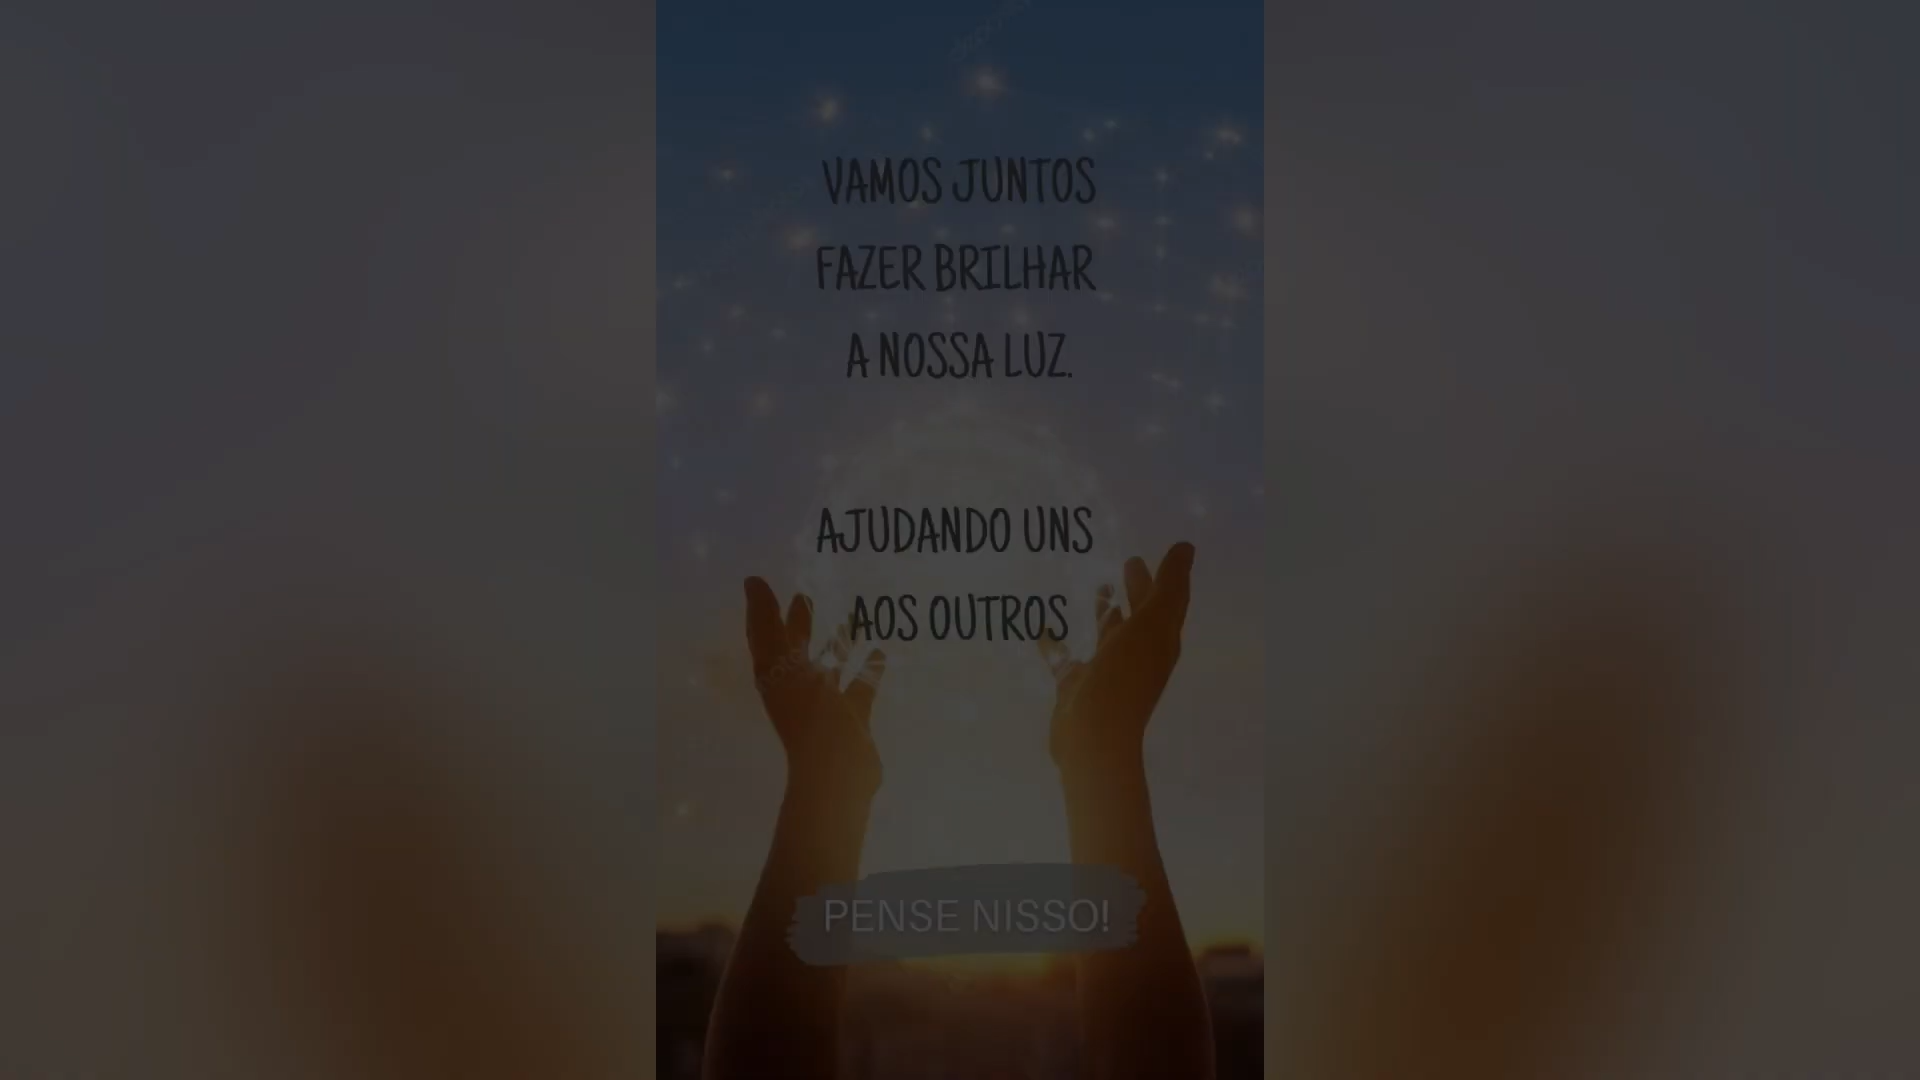 VAMOS JUNTOS
FAZER BRILHAR
A NOSSA LUZ.
AJUDANDO UNS
AOS OUTROS
PENSE NISSO!